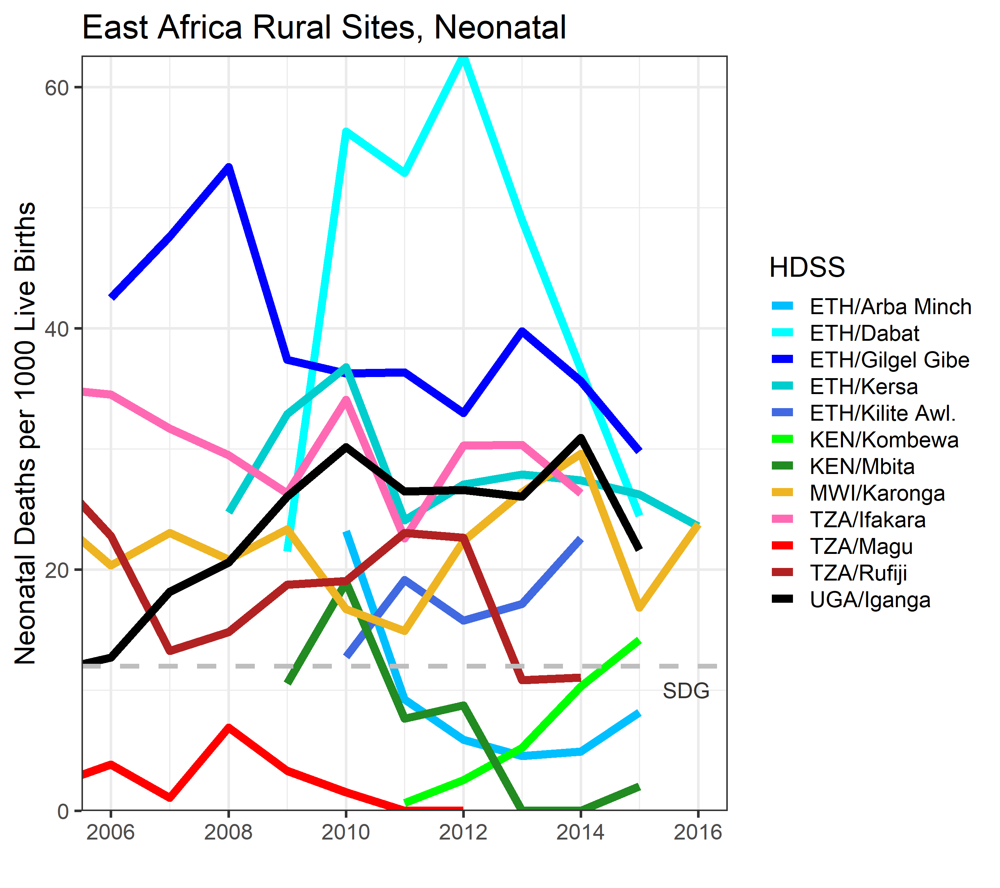 East Africa Rural Sites, Neonatal
Neonatal Deaths per 1000 Live Births
60
40
20
0
2006 2008 2010 2012 2014 2016
SDG
HDSS
ETH/Arba Minch
ETH/Dabat
ETH/Gilgel Gibe
ETH/Kersa
ETH/Kilite Awl.
KEN/Kombewa
KEN/Mbita
MWI/Karonga
TZA/Ifakara
TZA/Magu
TZA/Rufiji
UGA/Iganga